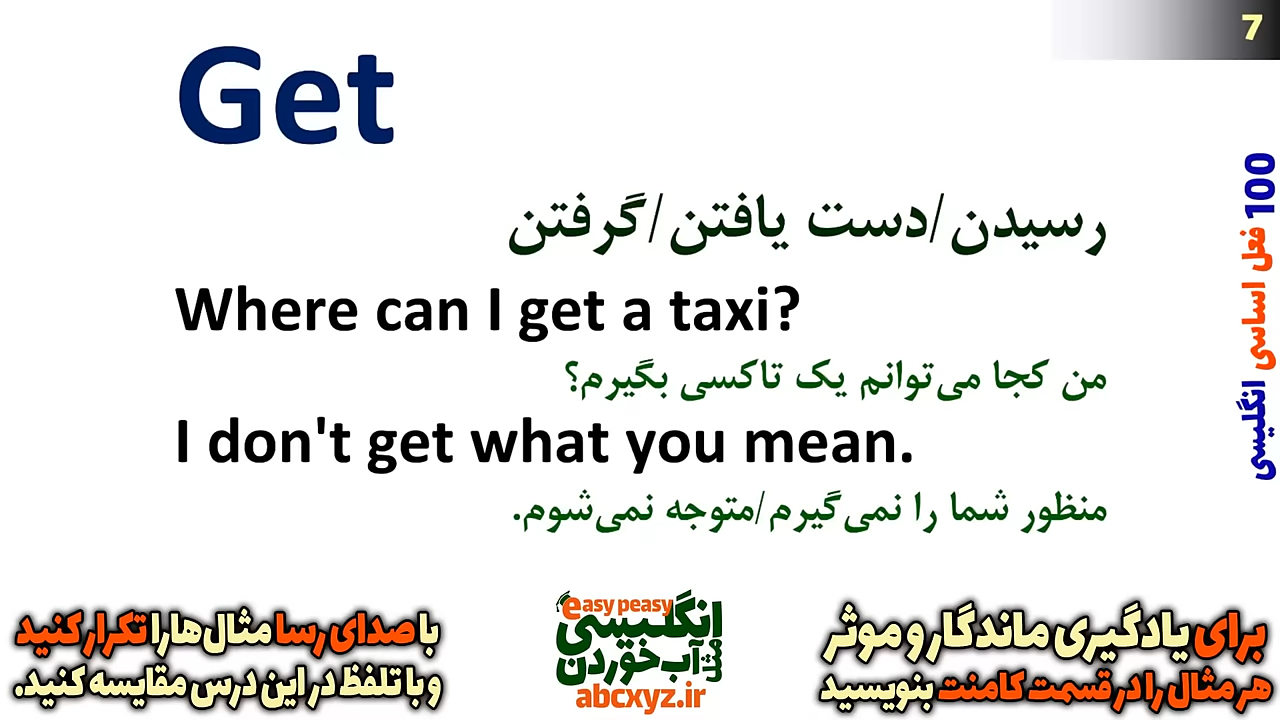 7
Get
رسیدن/دست یافتن/گرفتن
Where can I get a taxi?
من کجا می‌توانم یک تاکسی بگیرم؟
I don't get what you mean.
منظور شما را نمی‌گیرم/متوجه نمی‌شوم.
100 فعل اساسی انگلیسی
برای یادگیری ماندگار و موثر
هر مثال را در قسمت کامنت بنویسید
easy peasy
انگلیسی
مثل آب خوردن
abcxyz.ir
با صدای رسا مثال‌ها را تکرار کنید
و با تلفظ در این درس مقایسه کنید.